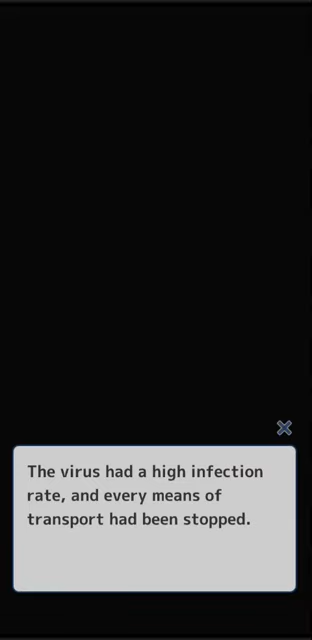 The virus had a high infection
rate, and every means of
transport had been stopped.